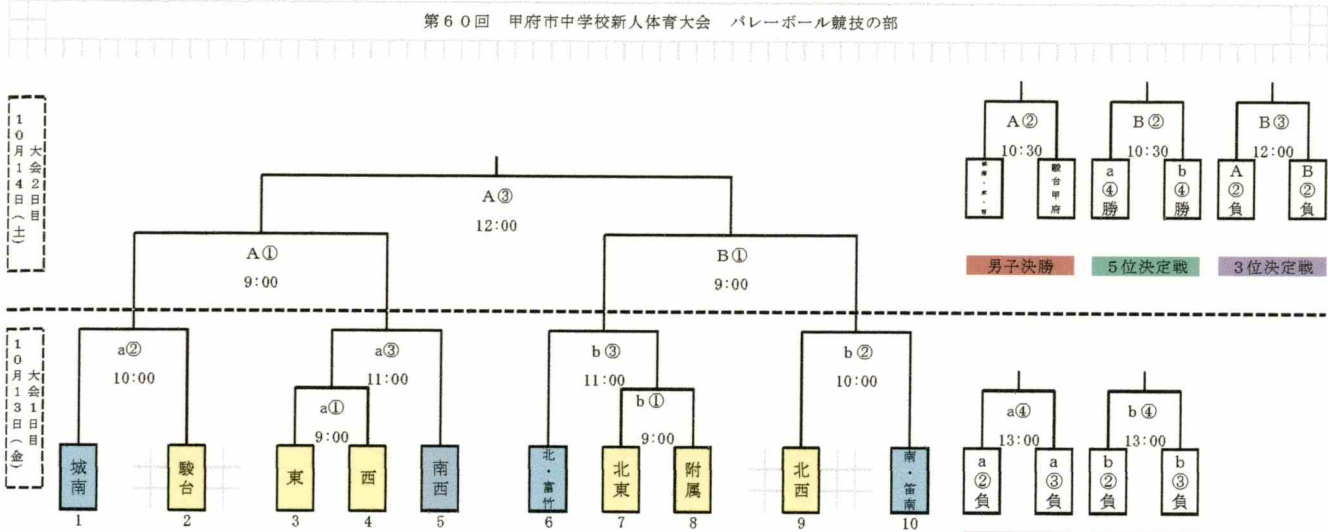 第60回 甲府市中学校新人体育大会 バレーボール競技の部
大会2日目
10月14日(土)
A② B② B③
10:30 10:30 12:00
駿台甲府 a④勝 b④勝 A②負 B②負
男子決勝 5位決定戦 3位決定戦
A③
12:00
A① B①
9:00 9:00
大会1日目
10月13日(金)
a② a③ b③ b②
10:00 11:00 11:00 10:00
a① b① a④ b④
9:00 9:00 13:00 13:00
城南 駿台 東 西 南西 北・富竹 北東 附属 北西 南・笛南 a②負 a③負 b②負 b③負
1 2 3 4 5 6 7 8 9 10